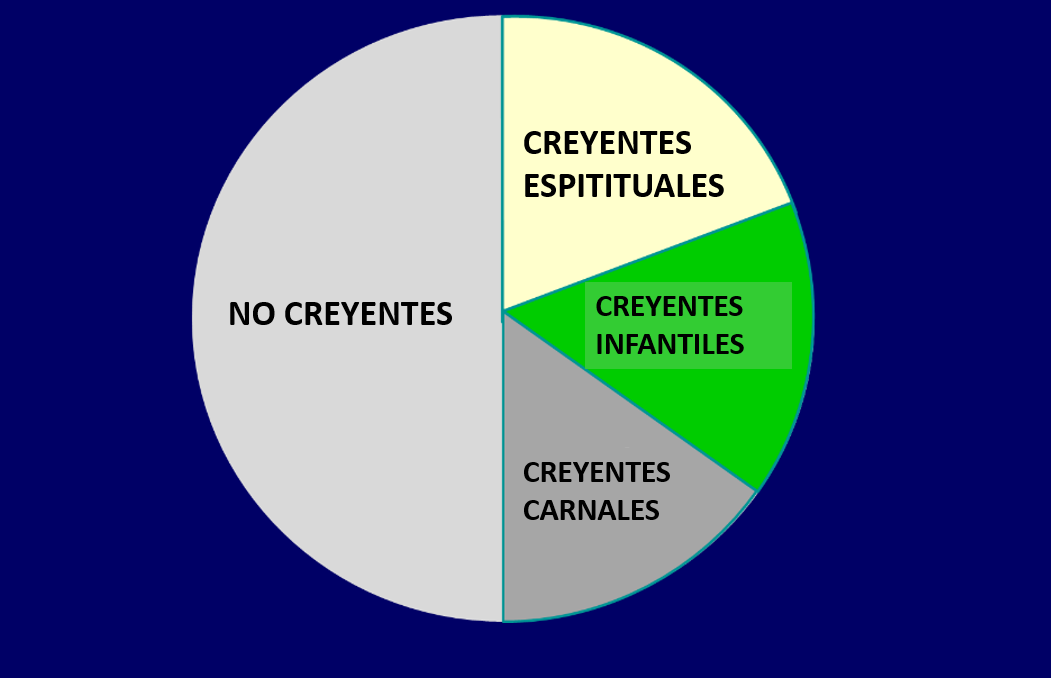 CREYENTES
ESPITITUALES
CREYENTES
INFANTILES
NO CREYENTES
CREYENTES
CARNALES